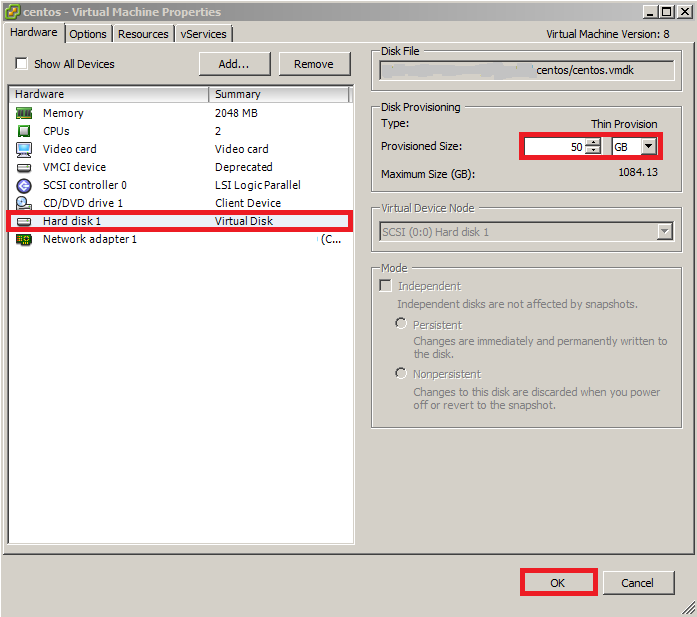 centos - Virtual Machine Properties
Hardware Options Resources vServices
Virtual Machine Version: 8
Show All Devices Add... Remove
Hardware Summary
Memory 2048 MB
CPUs 2
Video card Video card
VMCI device Deprecated
SCSI controller 0 LSI Logic Parallel
CD/DVD drive 1 Client Device
Hard disk 1 Virtual Disk
Network adapter 1 (C...
Disk File
centos/centos.vmdk
Disk Provisioning
Type: Thin Provision
Provisioned Size: 50 GB
Maximum Size (GB): 1084.13
Virtual Device Node
SCSI (0:0) Hard disk 1
Mode
Independent
Independent disks are not affected by snapshots.
Persistent
Changes are immediately and permanently written to
the disk.
Nonpersistent
Changes to this disk are discarded when you power
off or revert to the snapshot.
OK Cancel